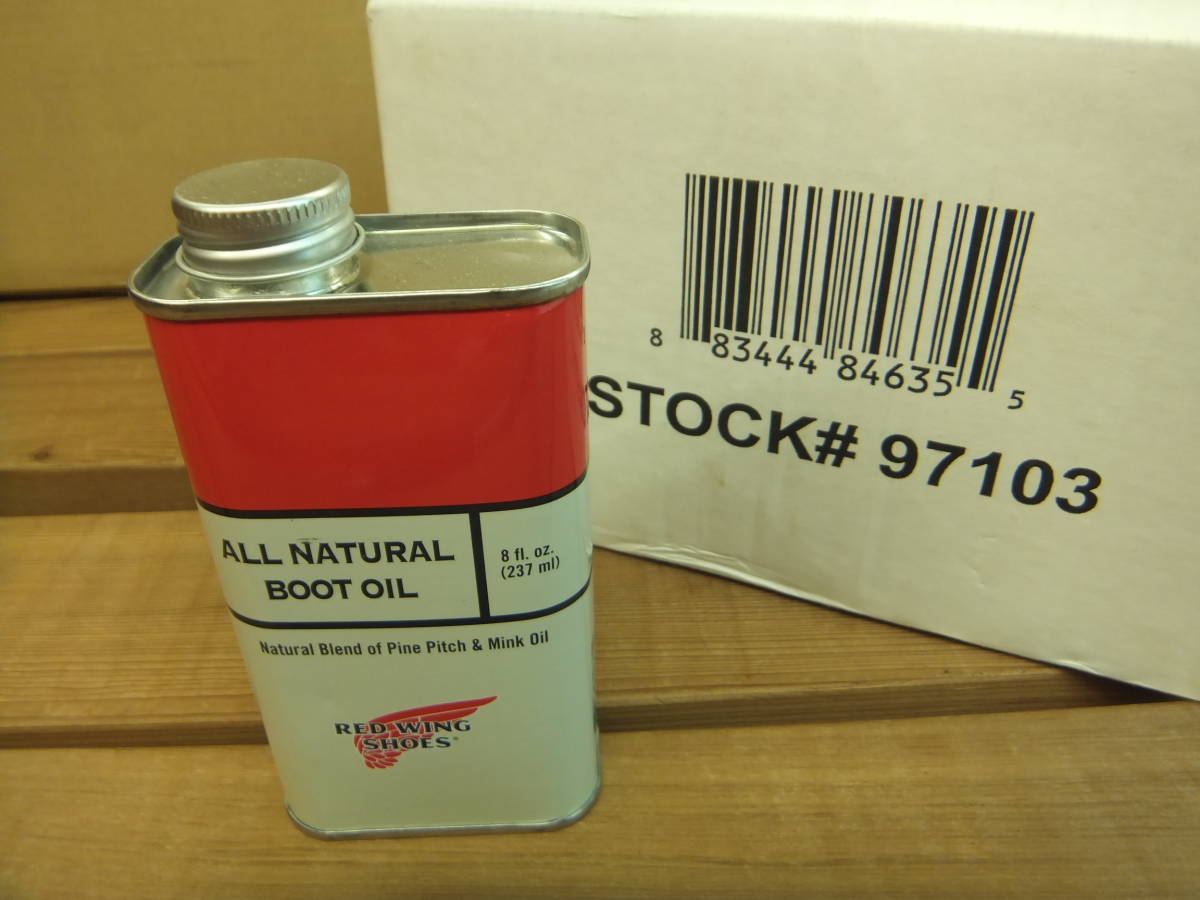 ALL NATURAL
BOOT OIL
8 fl. oz.
(237 ml)
Natural Blend of Pine Pitch & Mink Oil
RED WING
SHOES®
8 83444 84635 5
STOCK# 97103